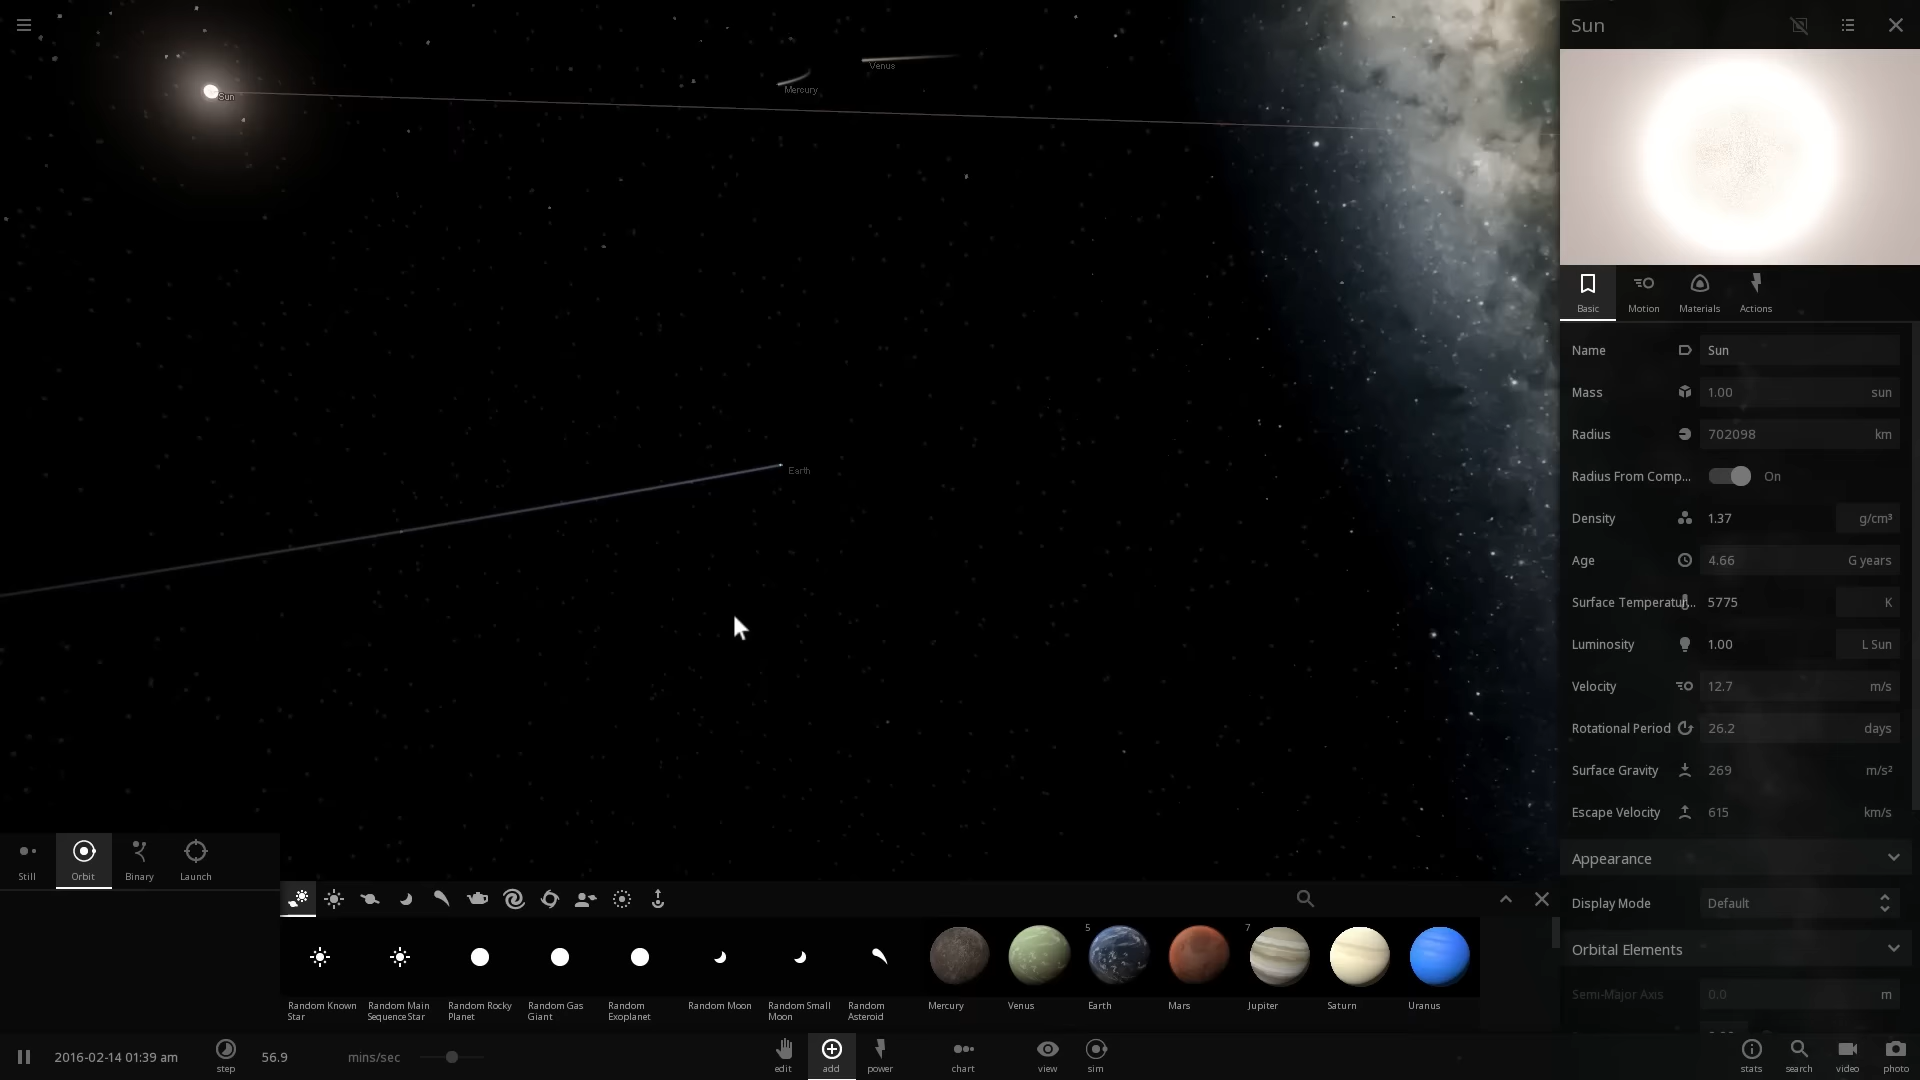 Sun
Venus
Mercury
Sun
Basic
Motion
Materials
Actions
Name
Sun
Mass
1.00
sun
Radius
702098
km
Radius From Comp...
On
Density
1.37
g/cm³
Age
4.66
G years
Surface Temperatur...
5775
K
Luminosity
1.00
L Sun
Velocity
12.7
m/s
Rotational Period
26.2
days
Surface Gravity
269
m/s²
Escape Velocity
615
km/s
Appearance
Display Mode
Default
Orbital Elements
Semi-Major Axis
0.0
m
Earth
Still
Orbit
Binary
Launch
5
7
Random Known
Star
Random Main
Sequence Star
Random Rocky
Planet
Random Gas
Giant
Random
Exoplanet
Random Moon
Random Small
Moon
Random
Asteroid
Mercury
Venus
Earth
Mars
Jupiter
Saturn
Uranus
2016-02-14 01:39 am
step
56.9
mins/sec
edit
add
power
chart
view
sim
stats
search
video
photo